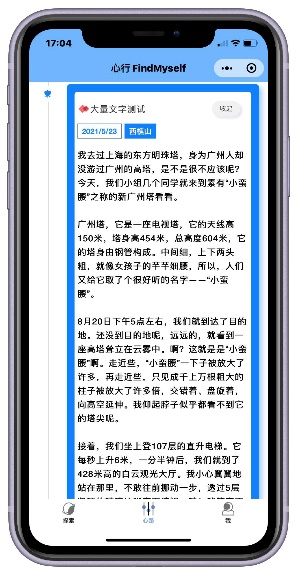 17:04
心行 FindMyself
大量文字测试
收起
2021/5/23
西樵山
我去过上海的东方明珠塔，身为广州人却
没游过广州的高塔，是不是很不应该呢？
今天，我们小组几个同学就来到素有“小蛮
腰”之称的新广州塔看看。
广州塔，它是一座电视塔，它的天线高
150米，塔身高454米，总高度604米，它
的塔身由钢管构成。中间细，上下两头
粗，就像女孩子的芊芊细腰，所以，人们
又给它取了个很好听的名字——“小蛮
腰”。
8月20日下午5点左右，我们就到达了目的
地。还没到目的地呢，远远的，就看到一
座高塔耸立在云雾中。啊？这就是是“小蛮
腰”啊。走近些，“小蛮腰”一下子被放大了
许多，再走近些，只见成千上万根粗大的
柱子被放大了许多倍，交错着、盘旋着，
向高空延伸。我仰起脖子似乎都看不到它
的塔尖呢。
接着，我们坐上登107层的直升电梯。它
每秒上升6米，一分半钟后，我们就到了
428米高的白云观光大厅。我小心翼翼地
站在那里，不敢往前挪动一步，透过5层
探索
心路
我